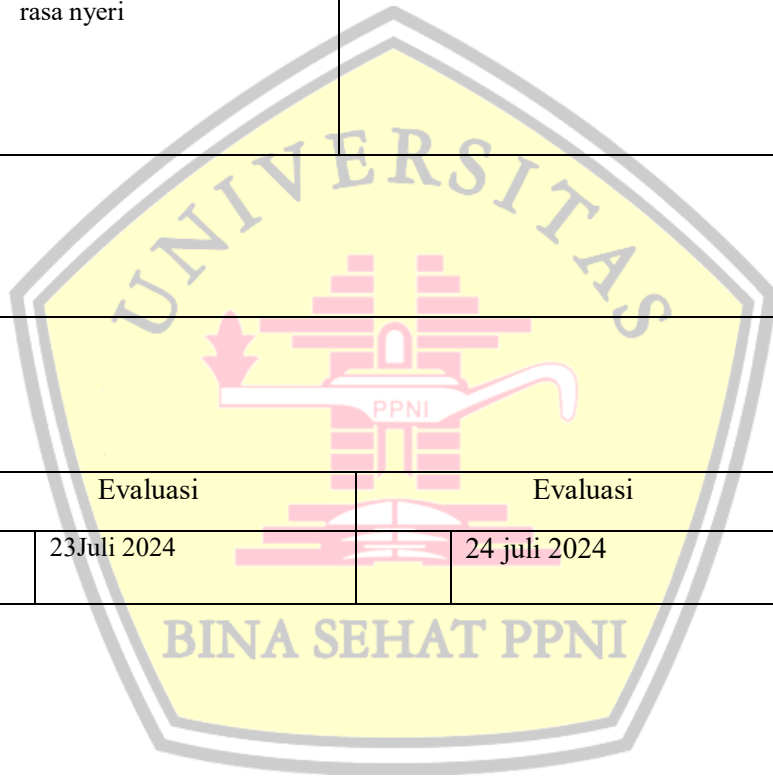 rasa nyeri
UNIVERSITAS
PPNI
Evaluasi Evaluasi
23Juli 2024 24 juli 2024
BINA SEHAT PPNI